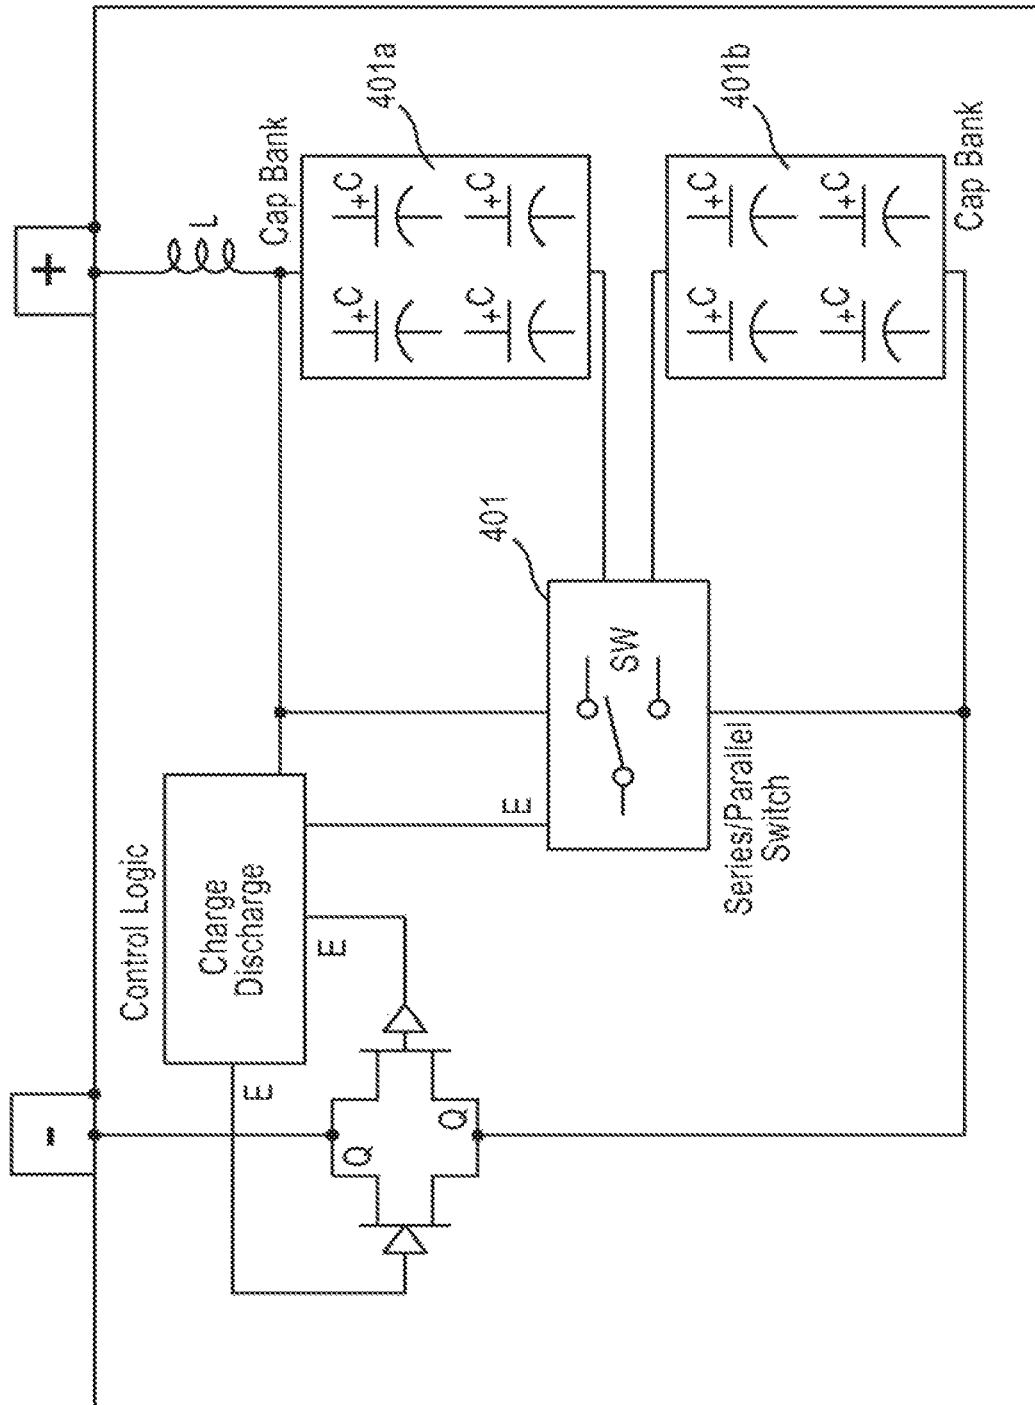 -
+
L
Control Logic
Charge
Discharge
E
E
E
Q
Q
Cap Bank
401a
+C
+C
+C
+C
401
SW
Series/Parallel
Switch
401b
+C
+C
+C
+C
Cap Bank